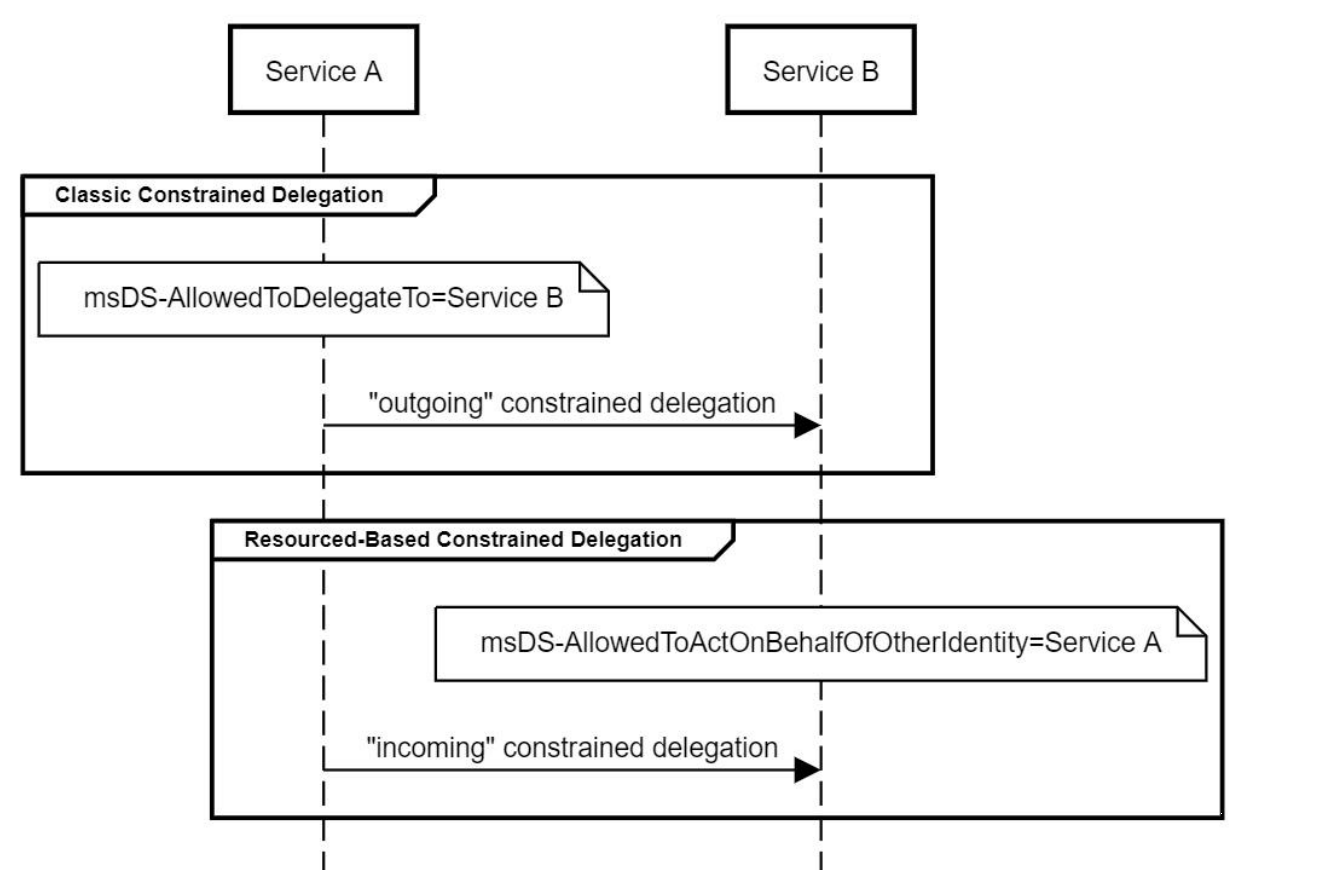 Service A
Service B
Classic Constrained Delegation
msDS-AllowedToDelegateTo=Service B
"outgoing" constrained delegation
Resourced-Based Constrained Delegation
msDS-AllowedToActOnBehalfOfOtherIdentity=Service A
"incoming" constrained delegation